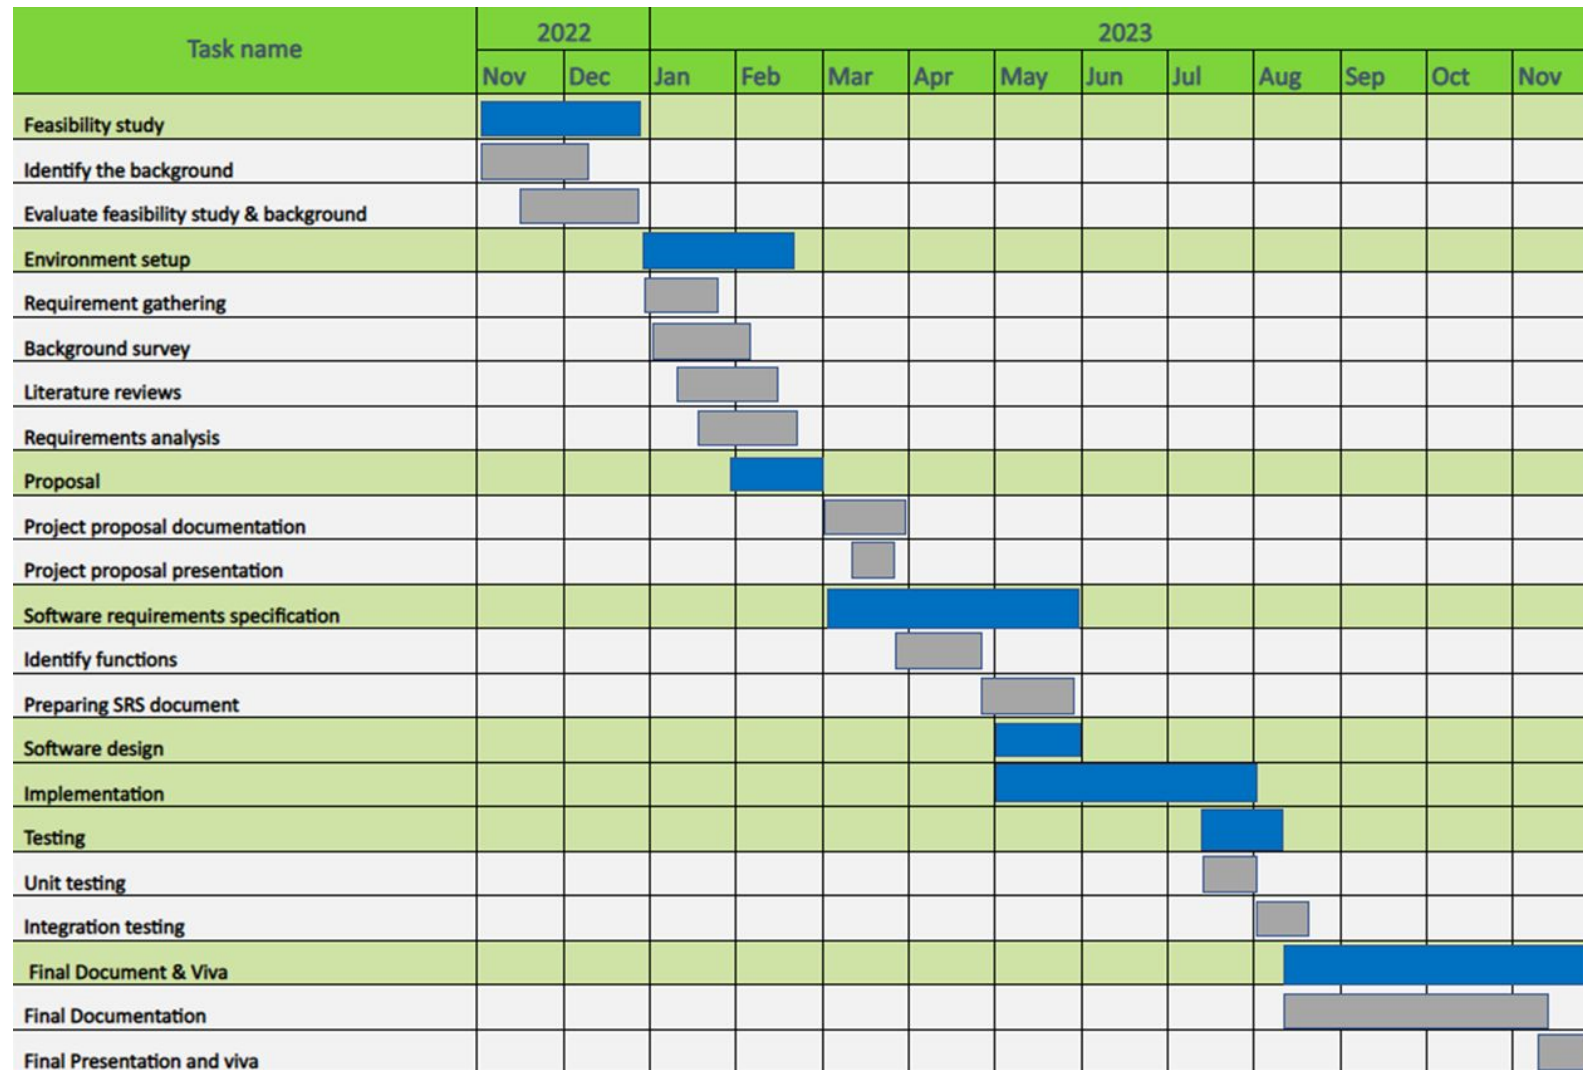 Task name
2022
2023
Nov
Dec
Jan
Feb
Mar
Apr
May
Jun
Jul
Aug
Sep
Oct
Nov
Feasibility study
Identify the background
Evaluate feasibility study & background
Environment setup
Requirement gathering
Background survey
Literature reviews
Requirements analysis
Proposal
Project proposal documentation
Project proposal presentation
Software requirements specification
Identify functions
Preparing SRS document
Software design
Implementation
Testing
Unit testing
Integration testing
Final Document & Viva
Final Documentation
Final Presentation and viva